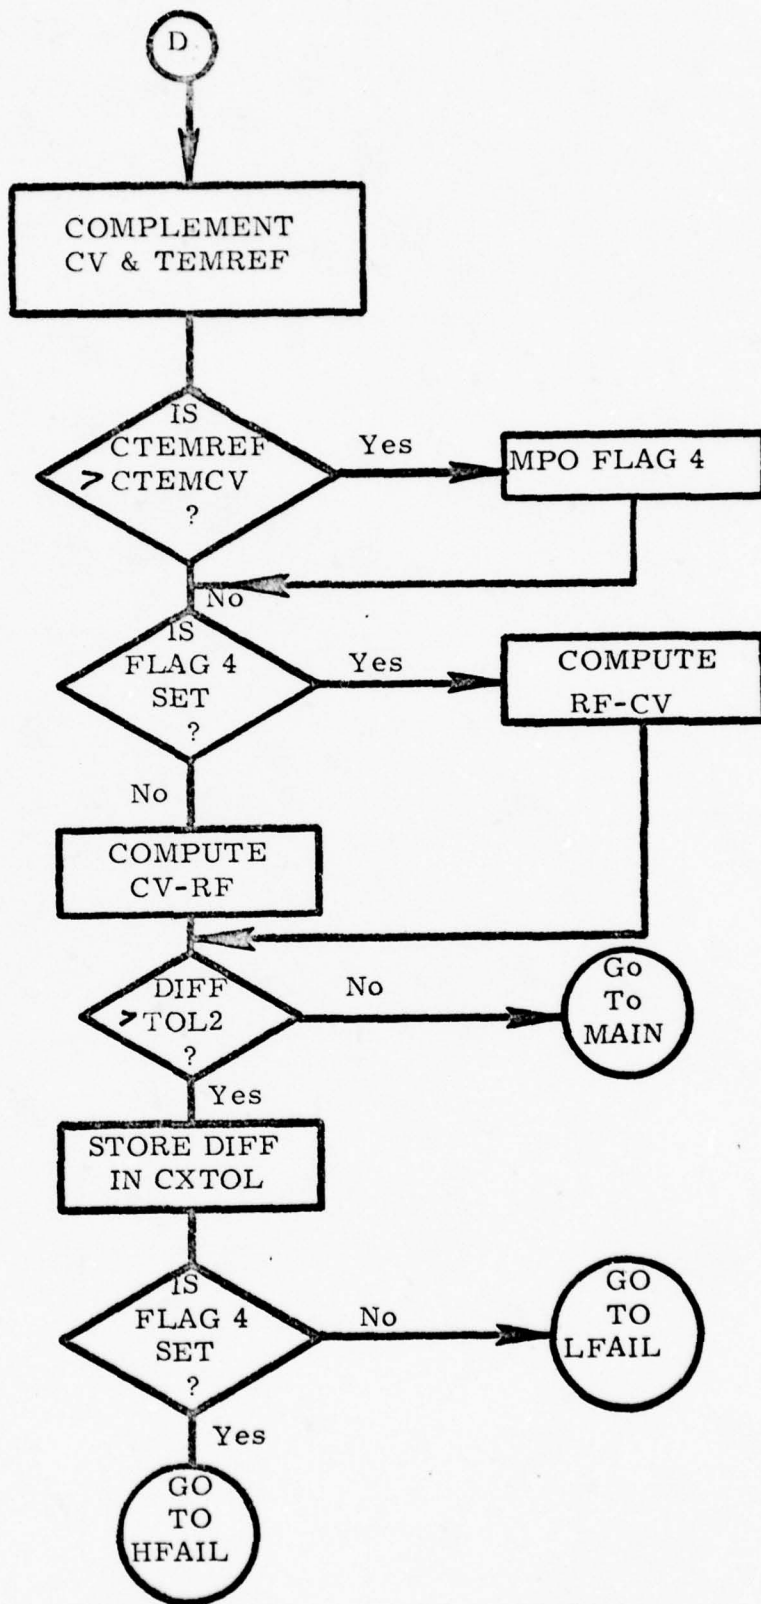 D
COMPLEMENT
CV & TEMREF
IS
CTEMREF
> CTEMCV
?
Yes
MPO FLAG 4
No
IS
FLAG 4
SET
?
Yes
COMPUTE
RF-CV
No
COMPUTE
CV-RF
DIFF
> TOL2
?
No
Go
To
MAIN
Yes
STORE DIFF
IN CXTOL
IS
FLAG 4
SET
?
No
GO
TO
LFAIL
Yes
GO
TO
HFAIL